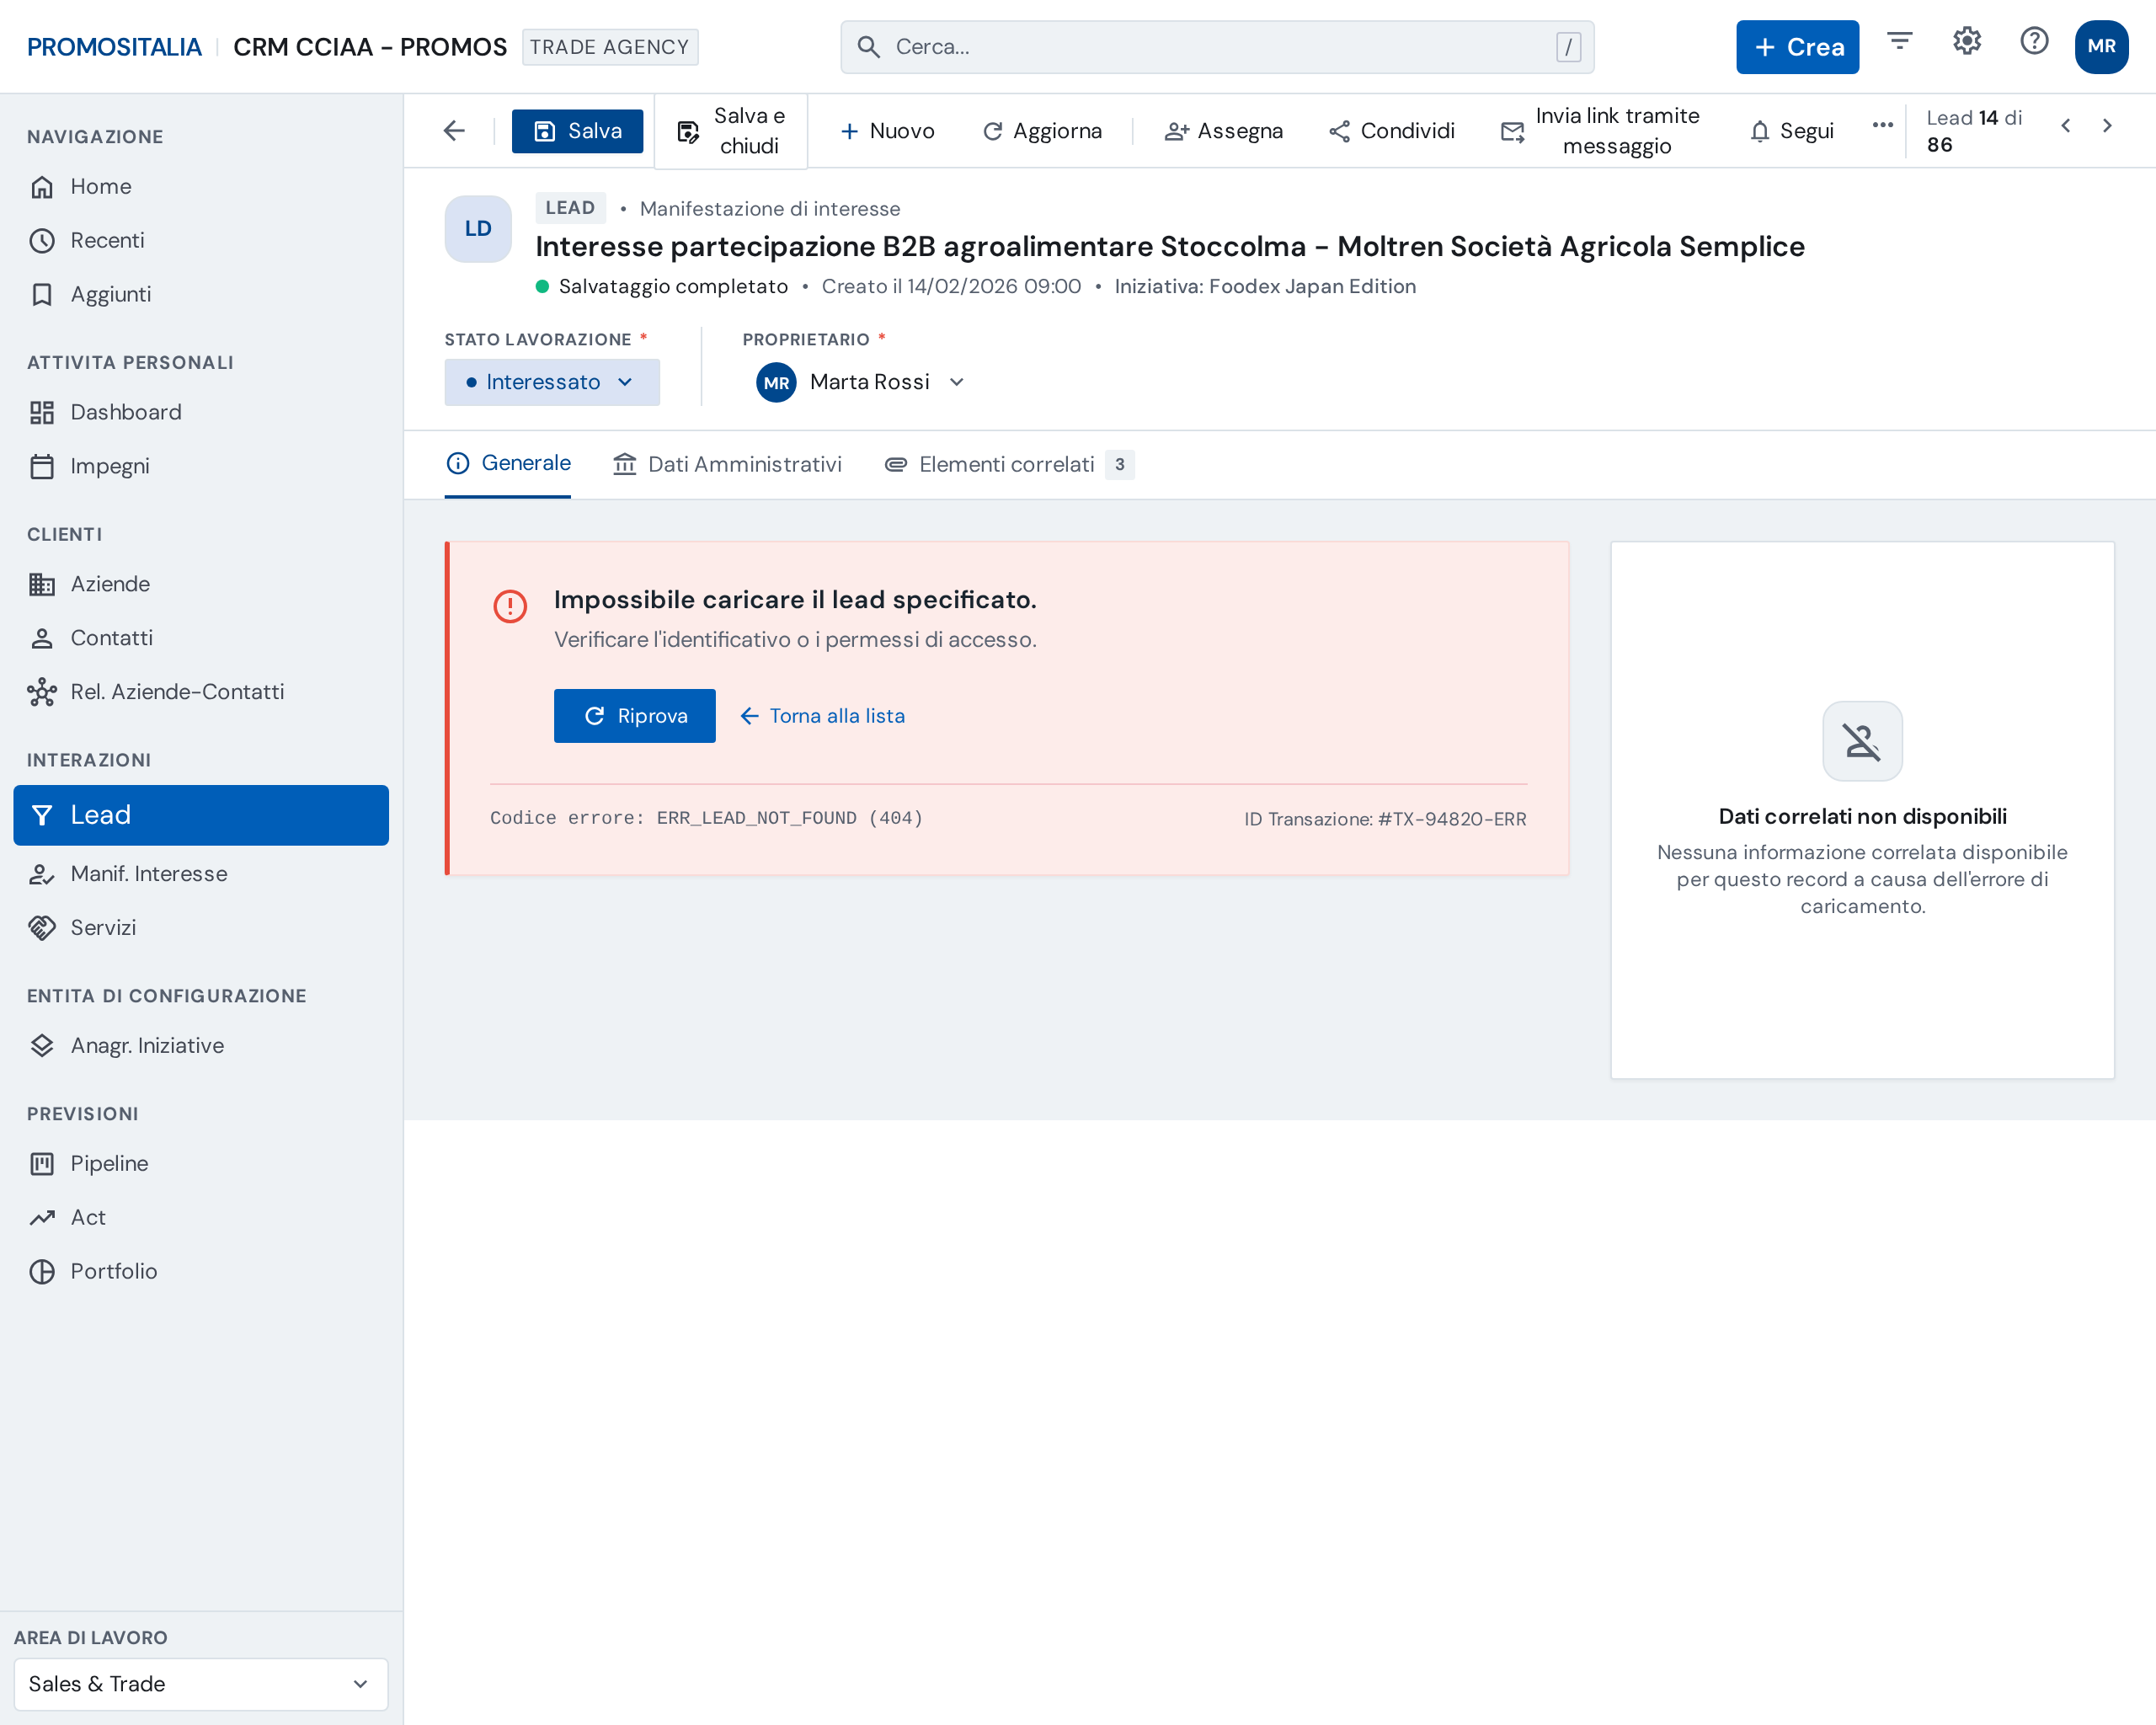 PROMOSITALIA CRM CCIAA - PROMOS TRADE AGENCY
Cerca... /
+ Crea
MR
NAVIGAZIONE
Home
Recenti
Aggiunti
ATTIVITA PERSONALI
Dashboard
Impegni
CLIENTI
Aziende
Contatti
Rel. Aziende-Contatti
INTERAZIONI
Lead
Manif. Interesse
Servizi
ENTITA DI CONFIGURAZIONE
Anagr. Iniziative
PREVISIONI
Pipeline
Act
Portfolio
AREA DI LAVORO
Sales & Trade
Salva
Salva e
chiudi
Nuovo
Aggiorna
Assegna
Condividi
Invia link tramite
messaggio
Segui
Lead 14 di
86
LD
LEAD • Manifestazione di interesse
Interesse partecipazione B2B agroalimentare Stoccolma - Moltren Società Agricola Semplice
Salvataggio completato • Creato il 14/02/2026 09:00 • Iniziativa: Foodex Japan Edition
STATO LAVORAZIONE *
Interessato
PROPRIETARIO *
MR Marta Rossi
Generale
Dati Amministrativi
Elementi correlati 3
Impossibile caricare il lead specificato.
Verificare l'identificativo o i permessi di accesso.
Riprova
Torna alla lista
Codice errore: ERR_LEAD_NOT_FOUND (404)
ID Transazione: #TX-94820-ERR
Dati correlati non disponibili
Nessuna informazione correlata disponibile
per questo record a causa dell'errore di
caricamento.